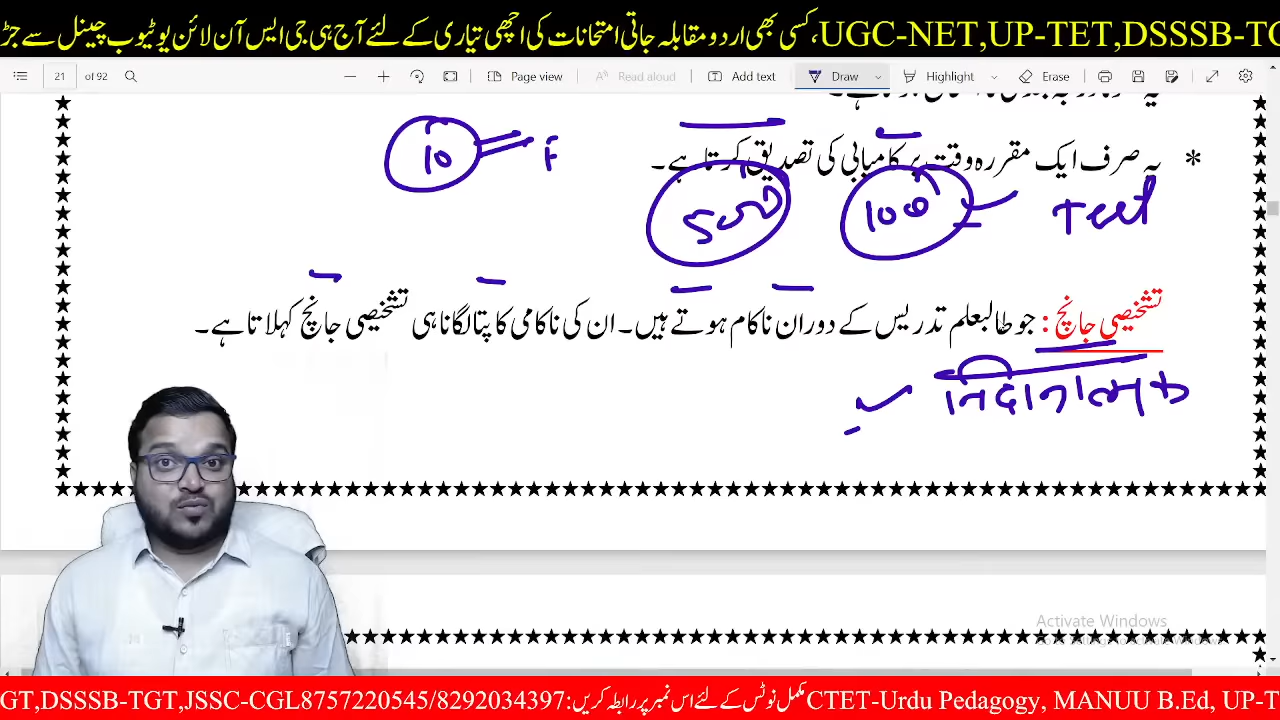 UGC-NET,UP-TET,DSSSB-TG، کسی بھی اردو مقابلہ جاتی امتحانات کی اچھی تیاری کے لئے آج ہی جی ایس آن لائن یوٹیوب چینل سے جڑ
21 of 92 Page view Read aloud Add text Draw Highlight Erase
* یہ صرف ایک مقررہ وقت پر کامیابی کی تصدیق کرتا ہے۔
10 F
500 100 Test
تشخیصی جانچ : جو طالبعلم تدریس کے دوران ناکام ہوتے ہیں۔ ان کی ناکامی کا پتا لگانا ہی تشخیصی جانچ کہلاتا ہے۔
निदानात्मक
Activate Windows
GT,DSSSB-TGT,JSSC-CGL مکمل نوٹس کے لئے اس نمبر پر رابطہ کریں:8757220545/8292034397 CTET-Urdu Pedagogy, MANUU B.Ed, UP-T